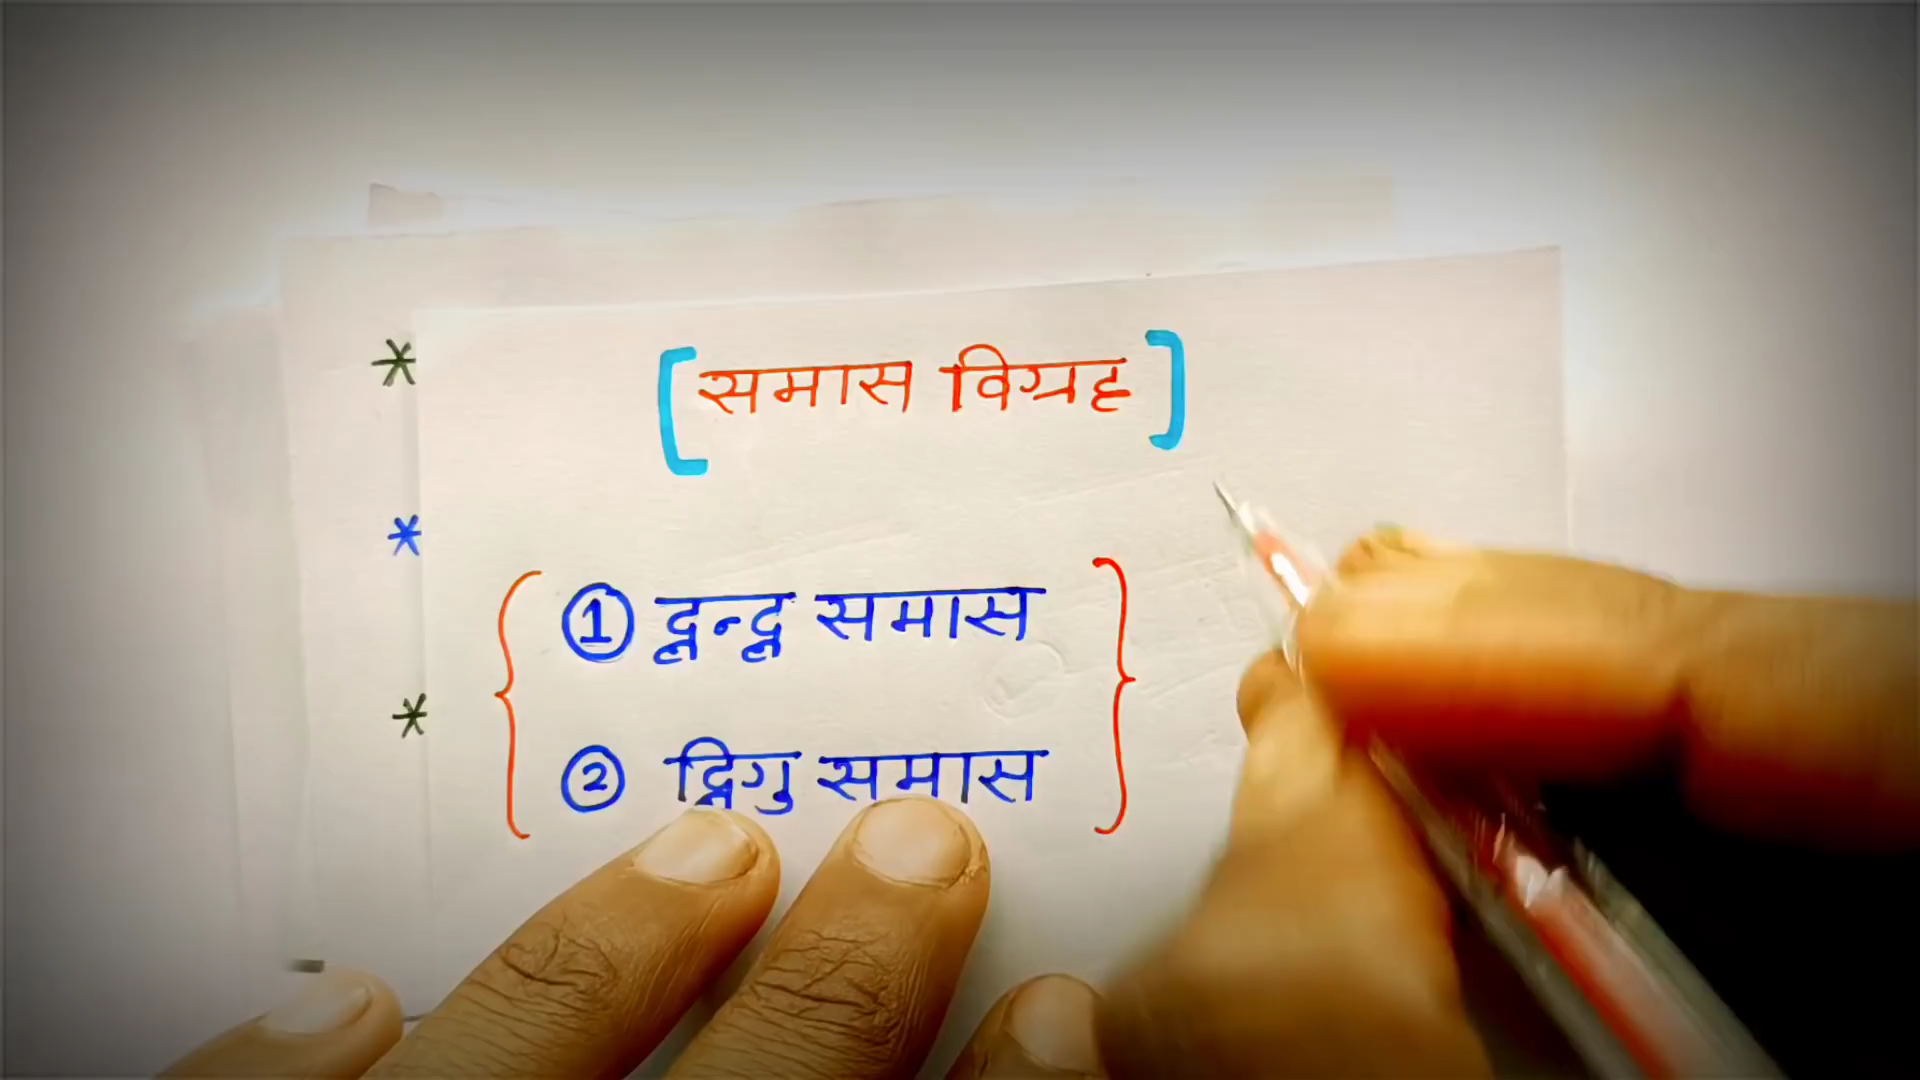 * [समास विग्रह]
*
① द्वन्द्व समास
*
② द्विगु समास